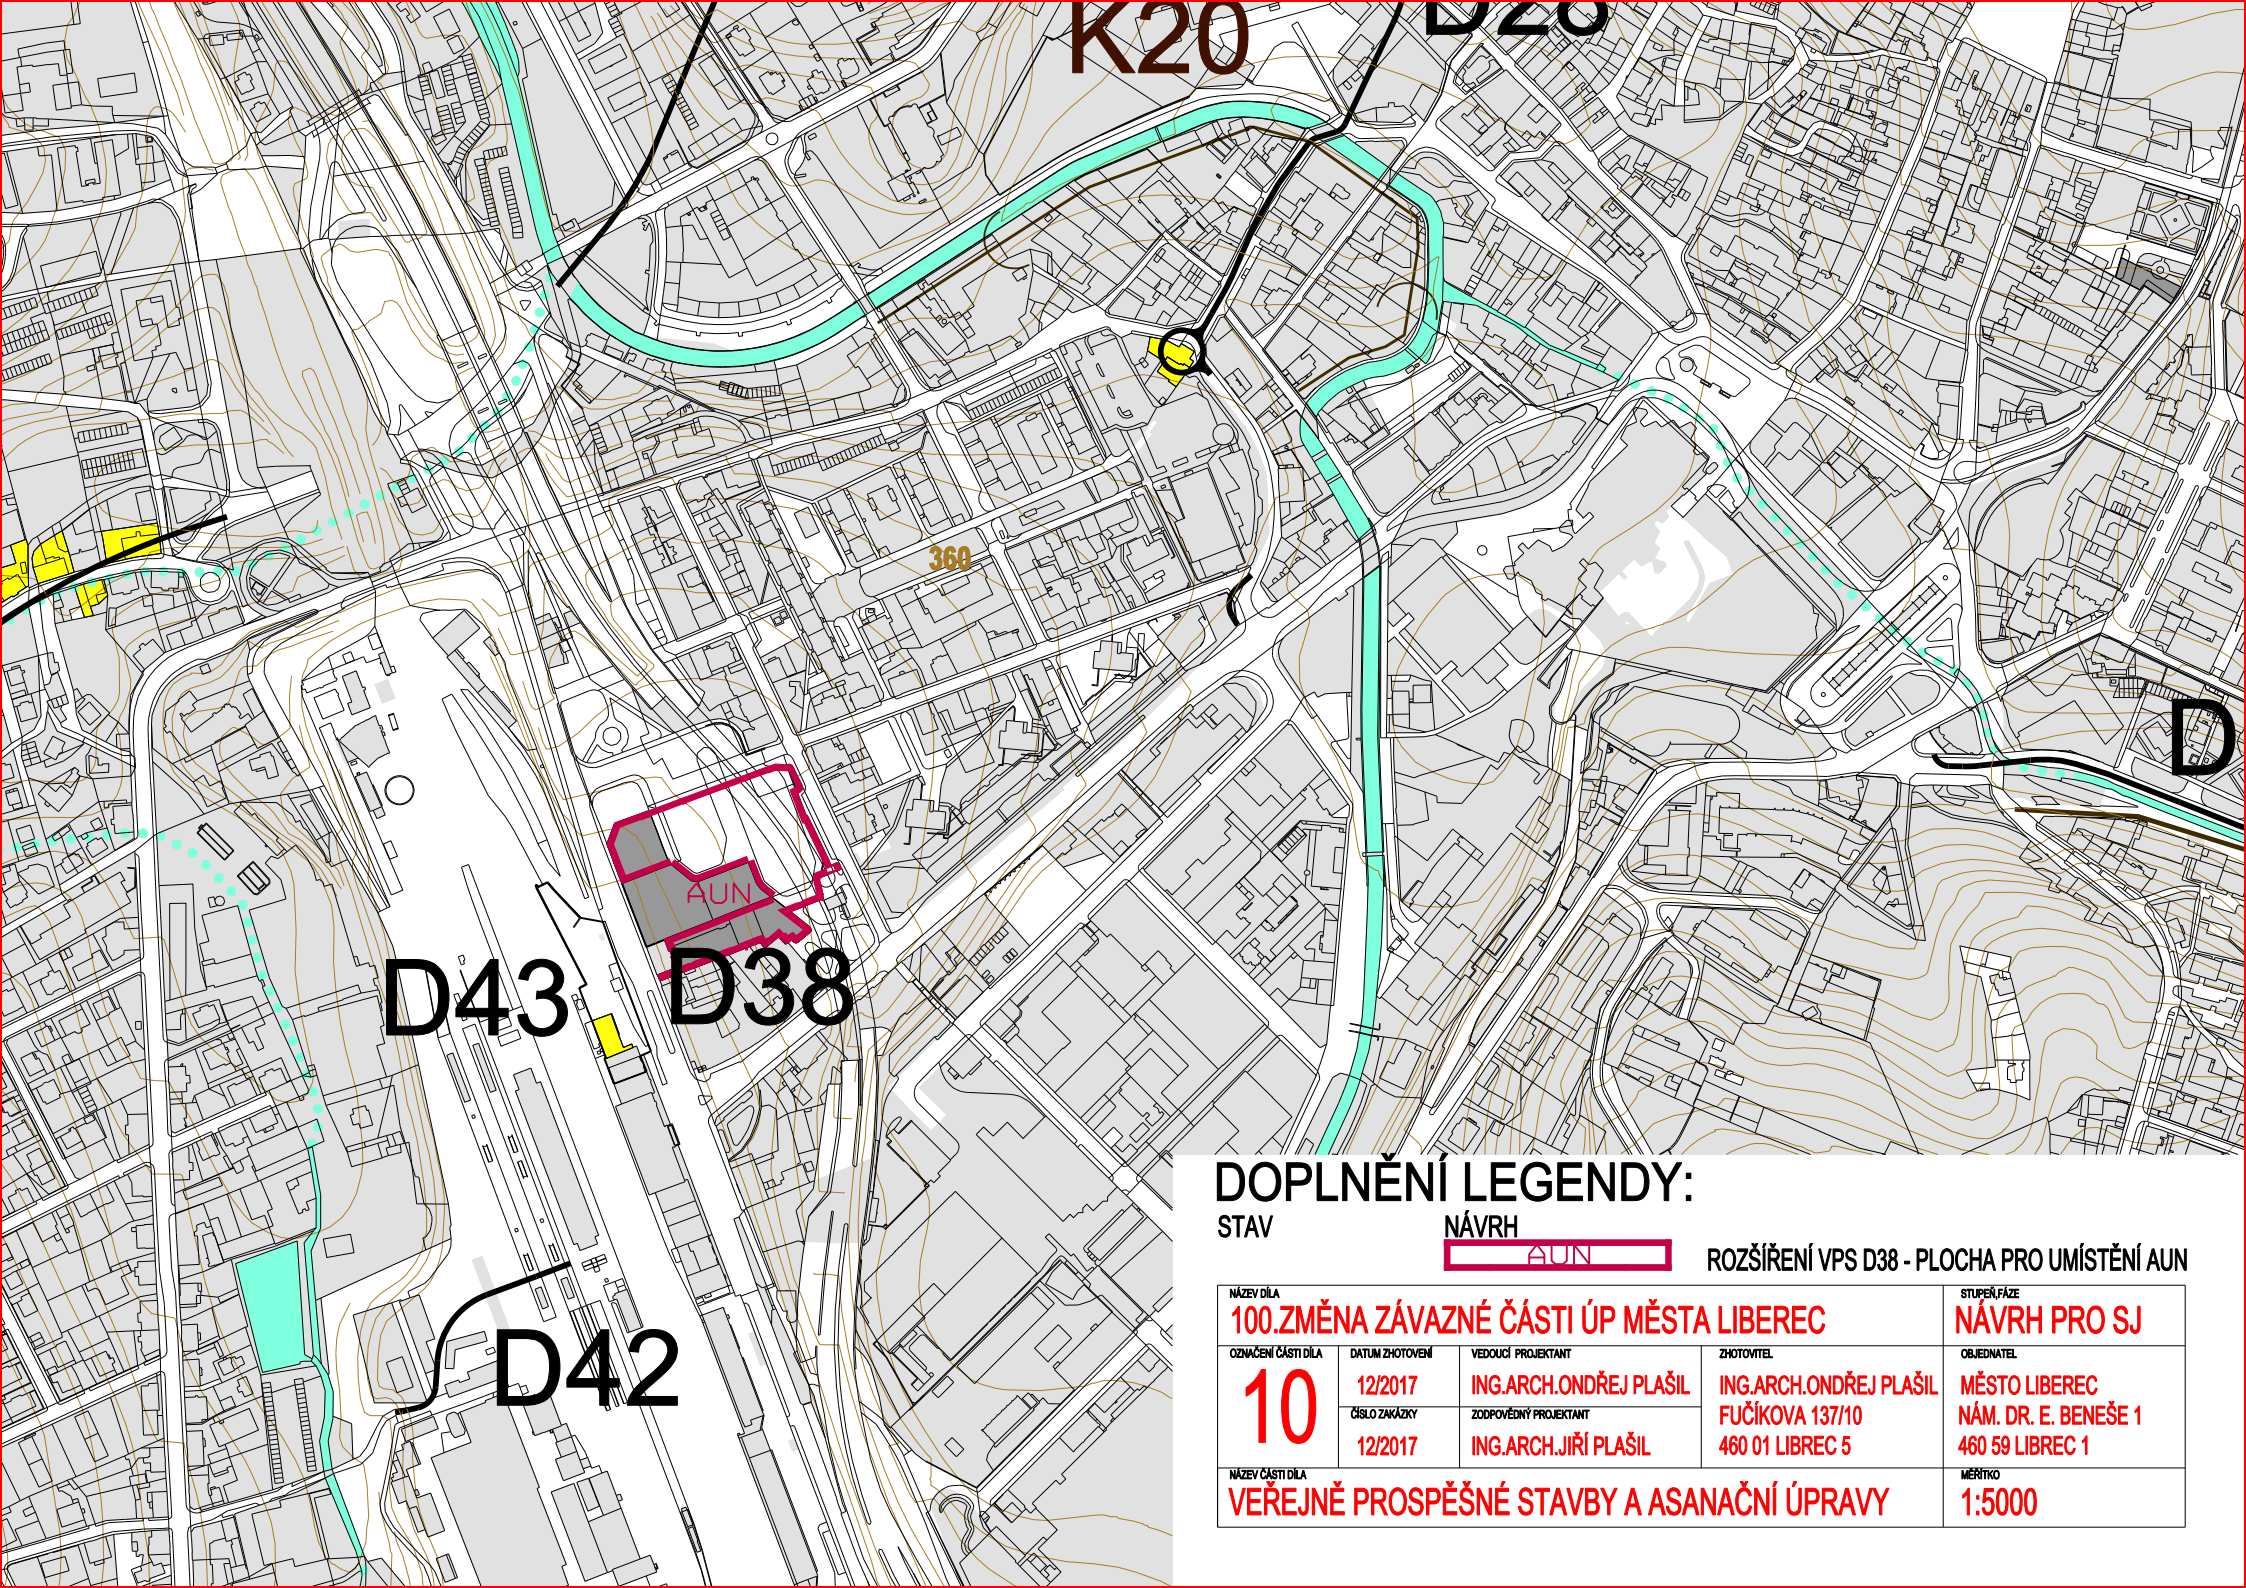 K20
D28
360
D
AUN
D43
D38
D42
DOPLNĚNÍ LEGENDY:
STAV
NÁVRH
AUN
ROZŠÍŘENÍ VPS D38 - PLOCHA PRO UMÍSTĚNÍ AUN
NÁZEV DÍLA
100.ZMĚNA ZÁVAZNÉ ČÁSTI ÚP MĚSTA LIBEREC
STUPEŇ,FÁZE
NÁVRH PRO SJ
OZNAČENÍ ČÁSTI DÍLA
10
DATUM ZHOTOVENÍ
12/2017
ČÍSLO ZAKÁZKY
12/2017
VEDOUCÍ PROJEKTANT
ING.ARCH.ONDŘEJ PLAŠIL
ZODPOVĚDNÝ PROJEKTANT
ING.ARCH.JIŘÍ PLAŠIL
ZHOTOVITEL
ING.ARCH.ONDŘEJ PLAŠIL
FUČÍKOVA 137/10
460 01 LIBREC 5
OBJEDNATEL
MĚSTO LIBEREC
NÁM. DR. E. BENEŠE 1
460 59 LIBREC 1
NÁZEV ČÁSTI DÍLA
VEŘEJNĚ PROSPĚŠNÉ STAVBY A ASANAČNÍ ÚPRAVY
MĚŘÍTKO
1:5000